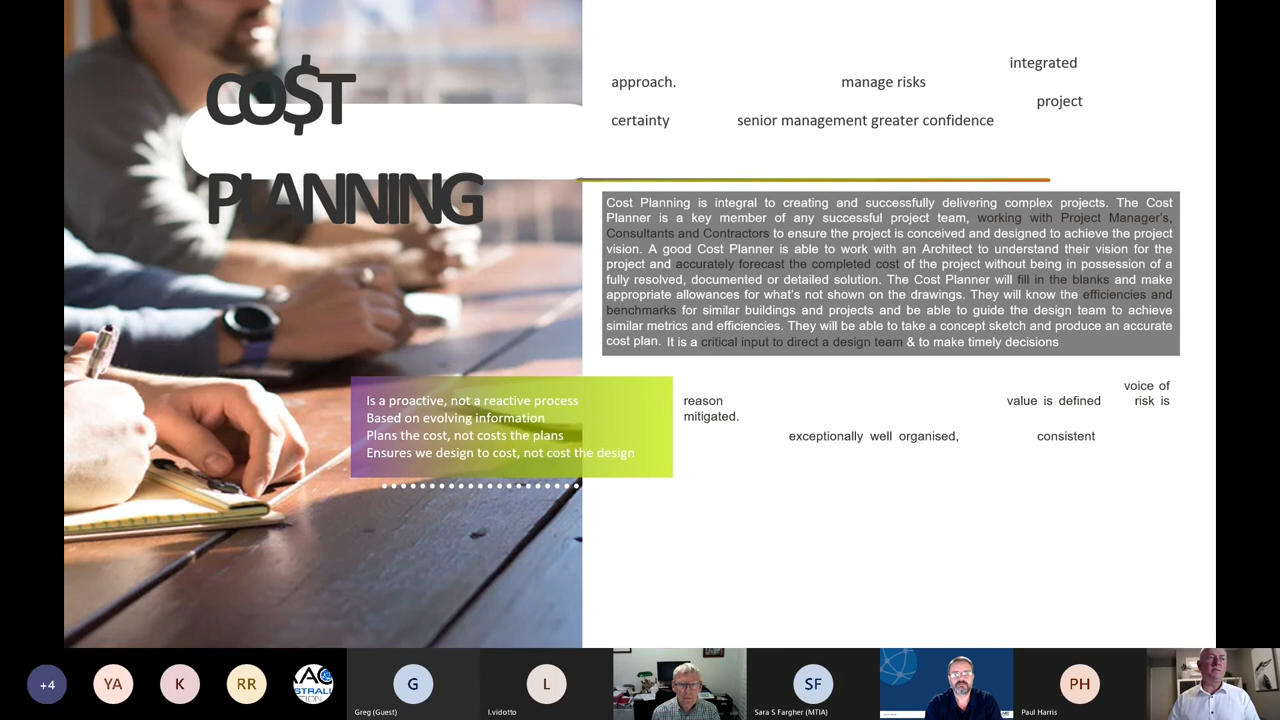 CO$T
PLANNING
integrated
approach. manage risks
project
certainty senior management greater confidence
Cost Planning is integral to creating and successfully delivering complex projects. The Cost
Planner is a key member of any successful project team, working with Project Manager's,
Consultants and Contractors to ensure the project is conceived and designed to achieve the project
vision. A good Cost Planner is able to work with an Architect to understand their vision for the
project and accurately forecast the completed cost of the project without being in possession of a
fully resolved, documented or detailed solution. The Cost Planner will fill in the blanks and make
appropriate allowances for what's not shown on the drawings. They will know the efficiencies and
benchmarks for similar buildings and projects and be able to guide the design team to achieve
similar metrics and efficiencies. They will be able to take a concept sketch and produce an accurate
cost plan. It is a critical input to direct a design team & to make timely decisions
Is a proactive, not a reactive process
Based on evolving information
Plans the cost, not costs the plans
Ensures we design to cost, not cost the design
voice of
reason value is defined risk is
mitigated.
exceptionally well organised, consistent
+4
YA
K
RR
G
Greg (Guest)
L
l.vidotto
SF
Sara S Fargher (MTIA)
PH
Paul Harris